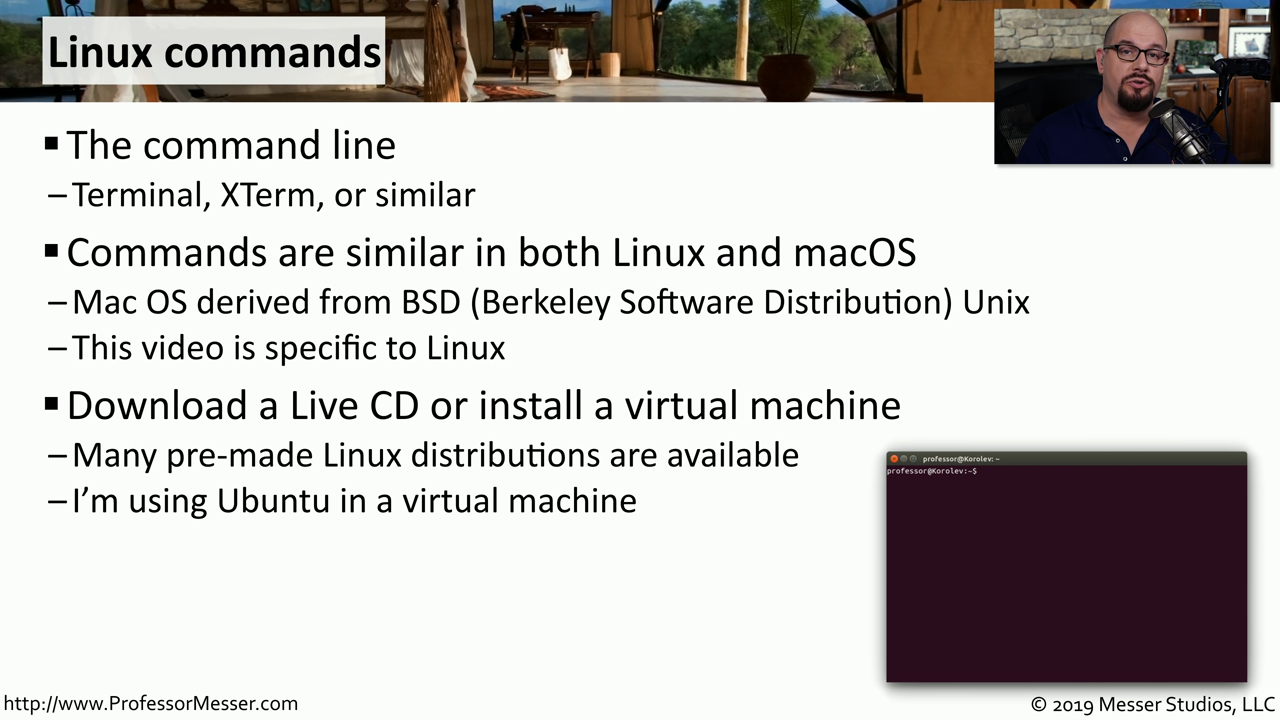 Linux commands
▪ The command line
– Terminal, XTerm, or similar
▪ Commands are similar in both Linux and macOS
– Mac OS derived from BSD (Berkeley Software Distribution) Unix
– This video is specific to Linux
▪ Download a Live CD or install a virtual machine
– Many pre-made Linux distributions are available
– I’m using Ubuntu in a virtual machine
professor@Korolev: ~
professor@Korolev:~$
http://www.ProfessorMesser.com
© 2019 Messer Studios, LLC